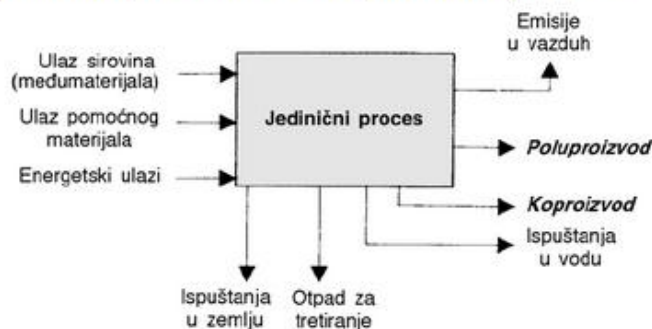 Emisije
u vazduh
Ulaz sirovina
(međumaterijala)
Ulaz pomoćnog
materijala
Energetski ulazi
Jedinični proces
Poluproizvod
Koproizvod
Ispuštanja
u vodu
Ispuštanja
u zemlju
Otpad za
tretiranje